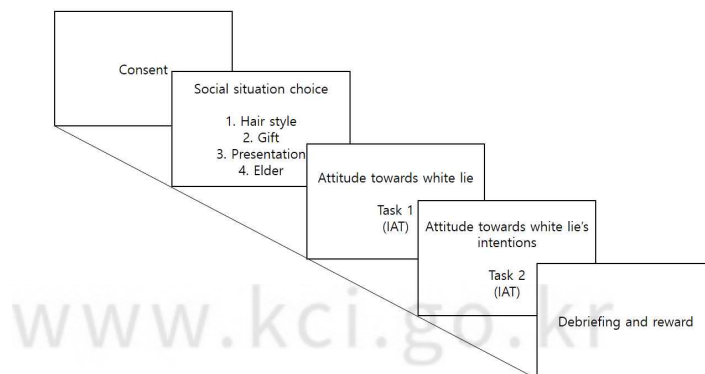 Consent
Social situation choice
1. Hair style
2. Gift
3. Presentation
4. Elder
Attitude towards white lie
Task 1
(IAT)
Attitude towards white lie's
intentions
Task 2
(IAT)
Debriefing and reward
www.kci.go.kr